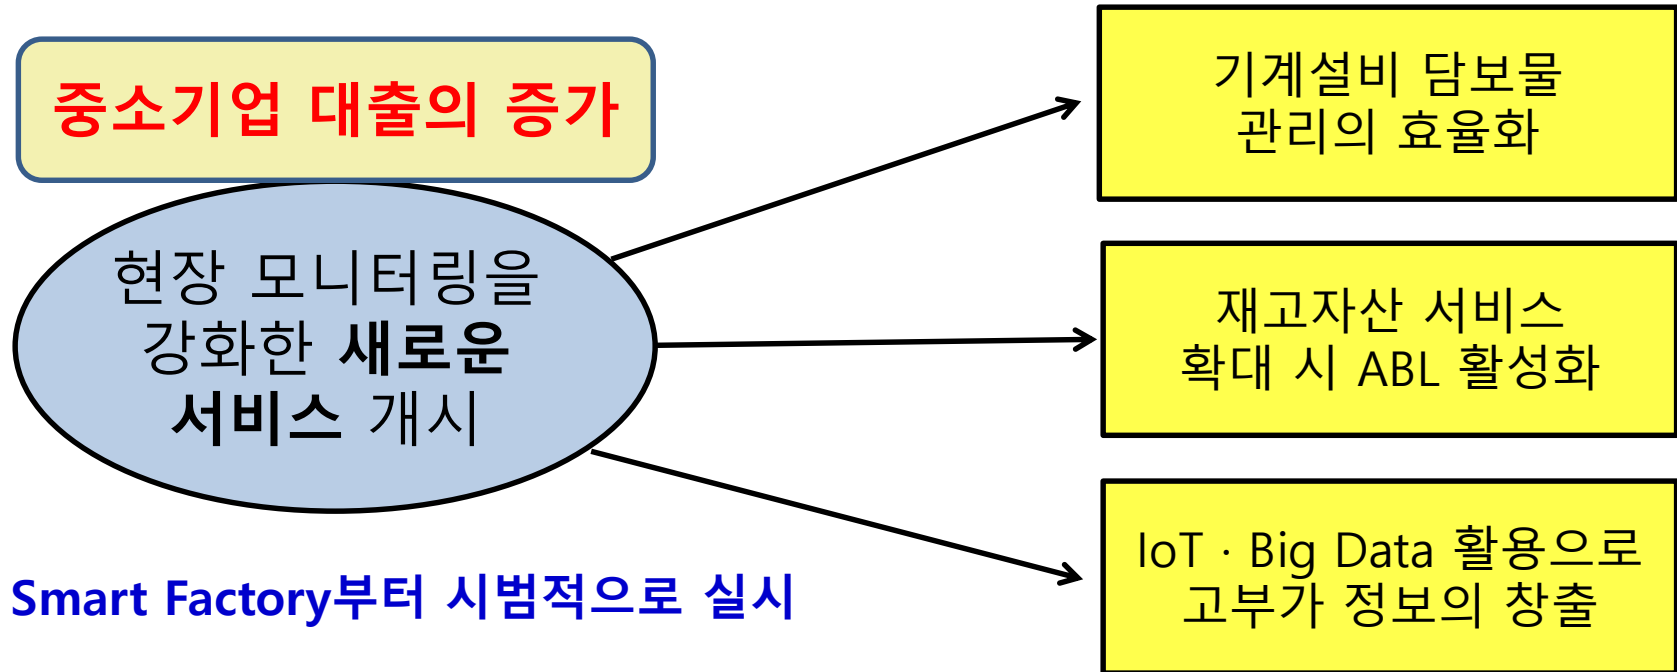 중소기업 대출의 증가
현장 모니터링을
강화한 새로운
서비스 개시
Smart Factory부터 시범적으로 실시
기계설비 담보물
관리의 효율화
재고자산 서비스
확대 시 ABL 활성화
IoT · Big Data 활용으로
고부가 정보의 창출